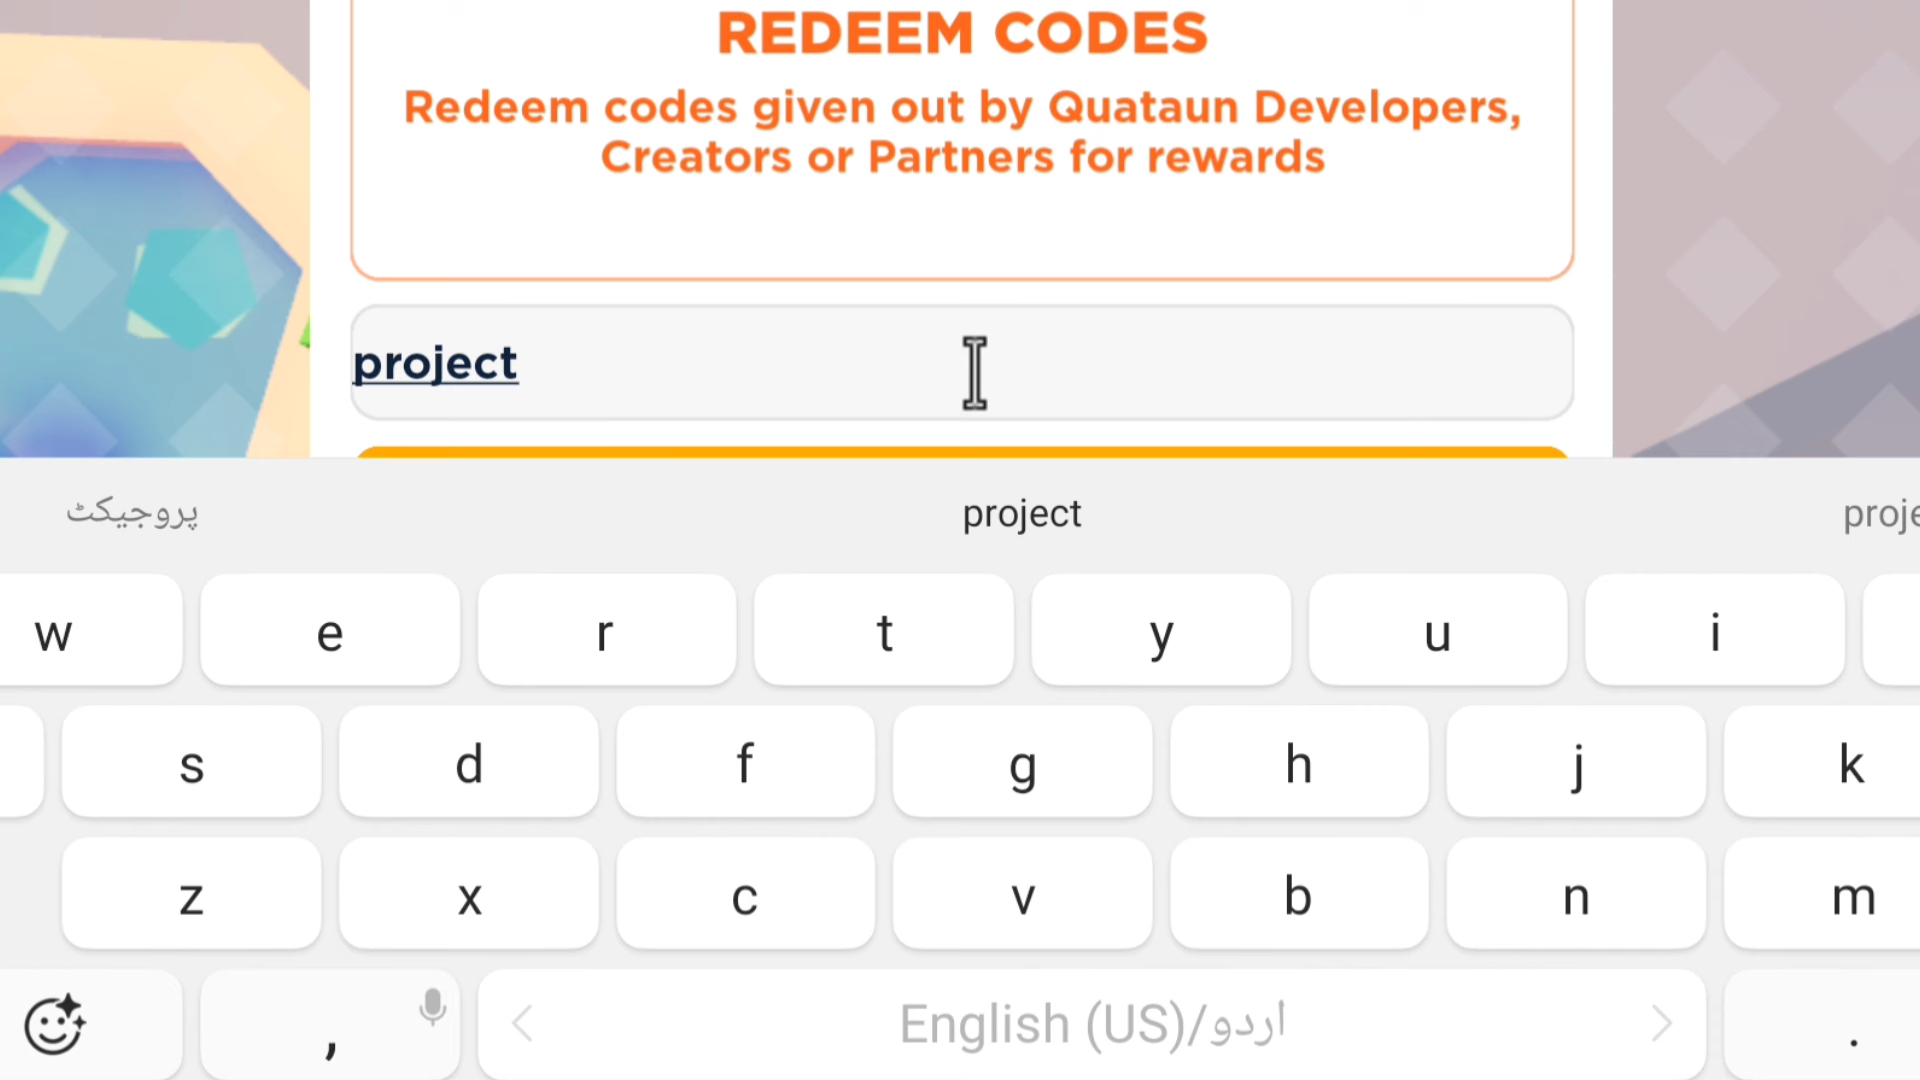 REDEEM CODES
Redeem codes given out by Quataun Developers,
Creators or Partners for rewards
project
پروجیکٹ project proje
w e r t y u i
s d f g h j k
z x c v b n m
, English (US)/اردو .